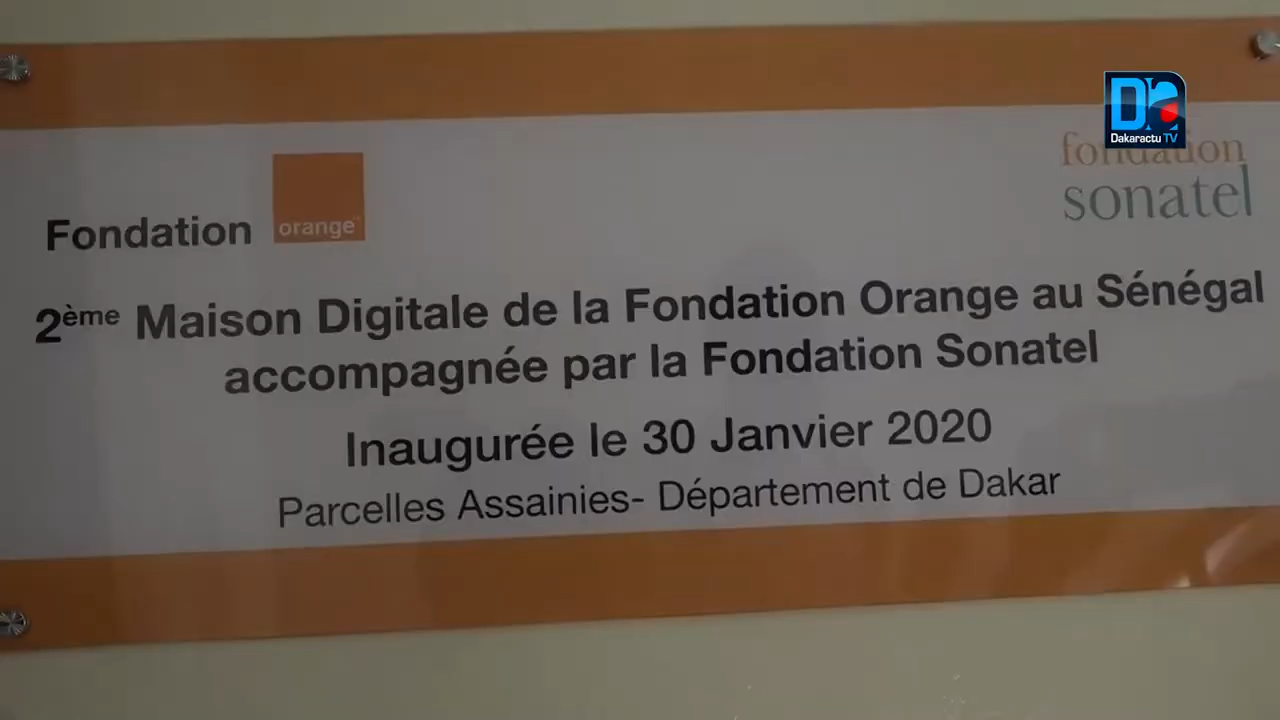 Dakaractu TV
fondation
sonatel
Fondation
orange
2ème Maison Digitale de la Fondation Orange au Sénégal
accompagnée par la Fondation Sonatel
Inaugurée le 30 Janvier 2020
Parcelles Assainies- Département de Dakar